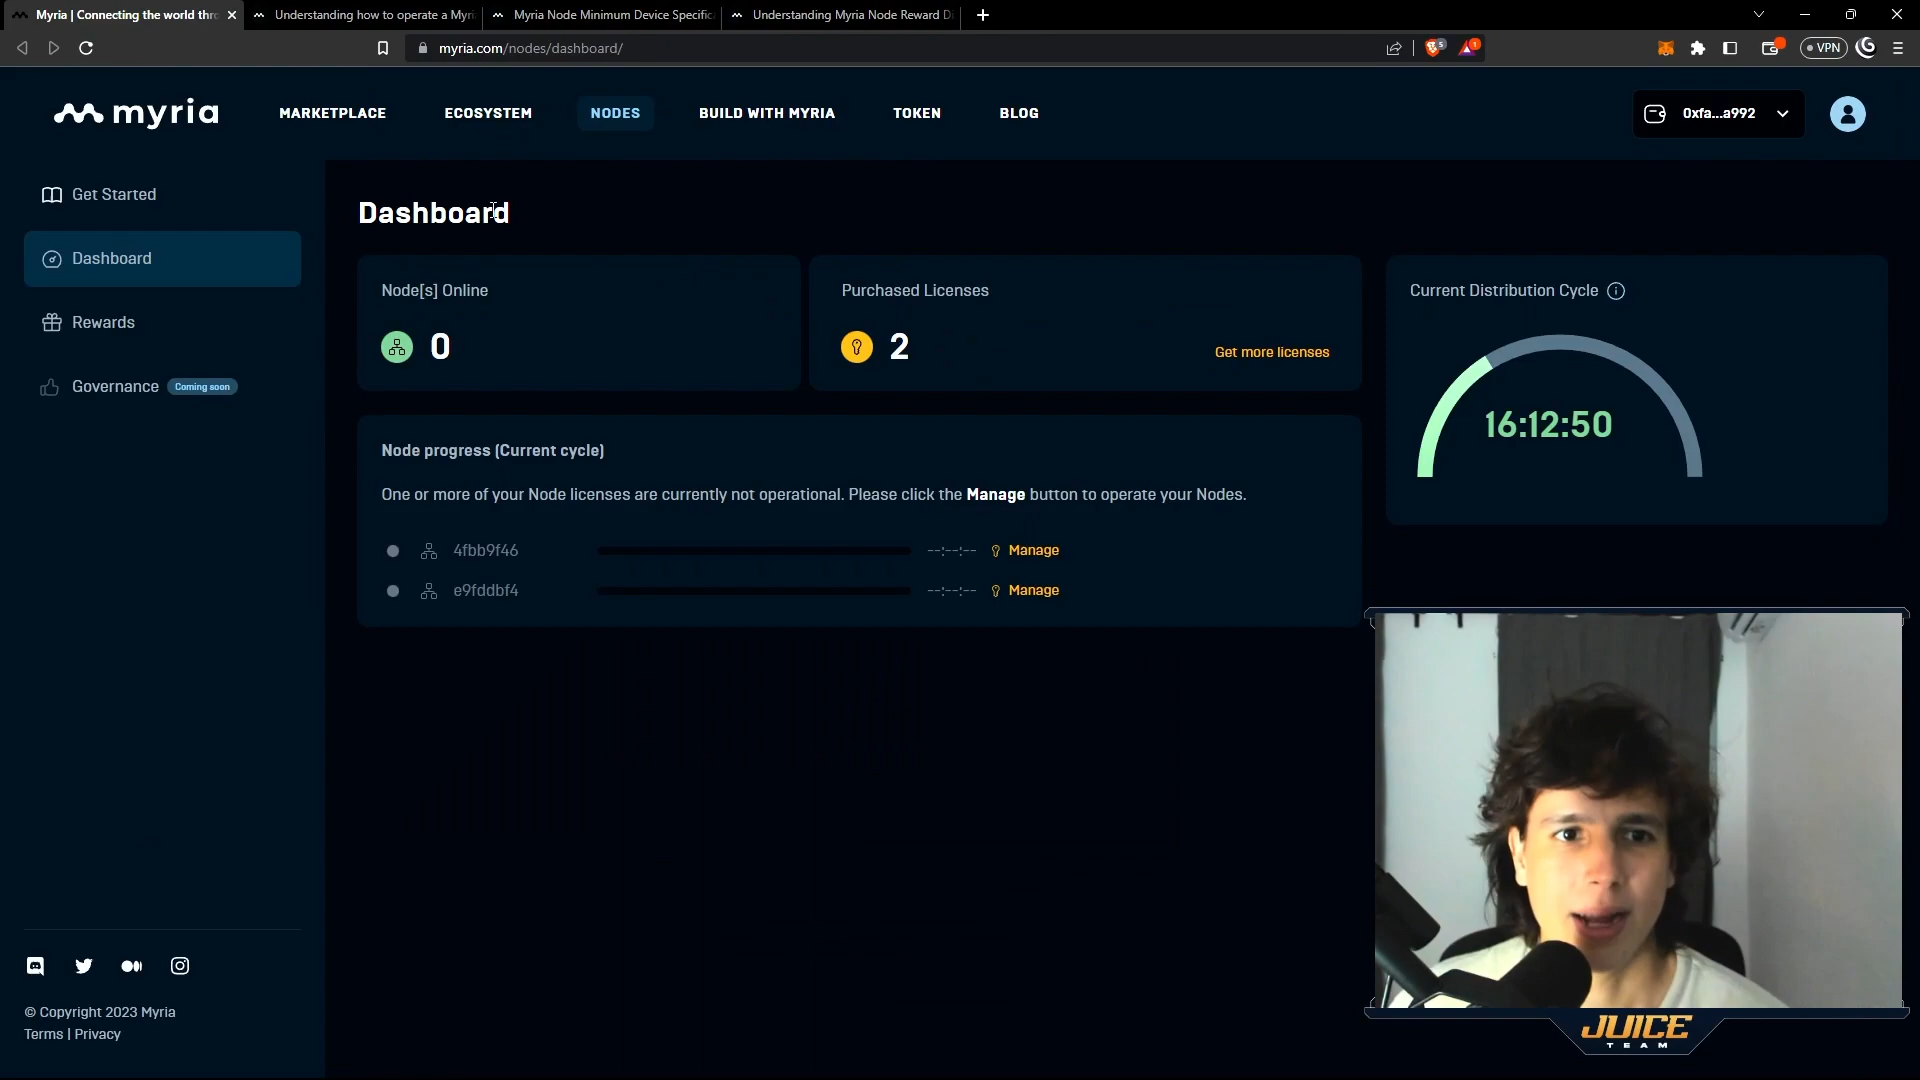 Myria | Connecting the world thr
Understanding how to operate a Myri
Myria Node Minimum Device Specific
Understanding Myria Node Reward D
myria.com/nodes/dashboard/
5
1
VPN
myria
MARKETPLACE
ECOSYSTEM
NODES
BUILD WITH MYRIA
TOKEN
BLOG
0xfa...a992
Get Started
Dashboard
Rewards
Governance Coming soon
Dashboard
Node[s] Online
0
Purchased Licenses
2
Get more licenses
Current Distribution Cycle
16:12:50
Node progress (Current cycle)
One or more of your Node licenses are currently not operational. Please click the Manage button to operate your Nodes.
4fbb9f46 --:--:-- Manage
e9fddbf4 --:--:-- Manage
© Copyright 2023 Myria
Terms | Privacy
JUICE
TEAM